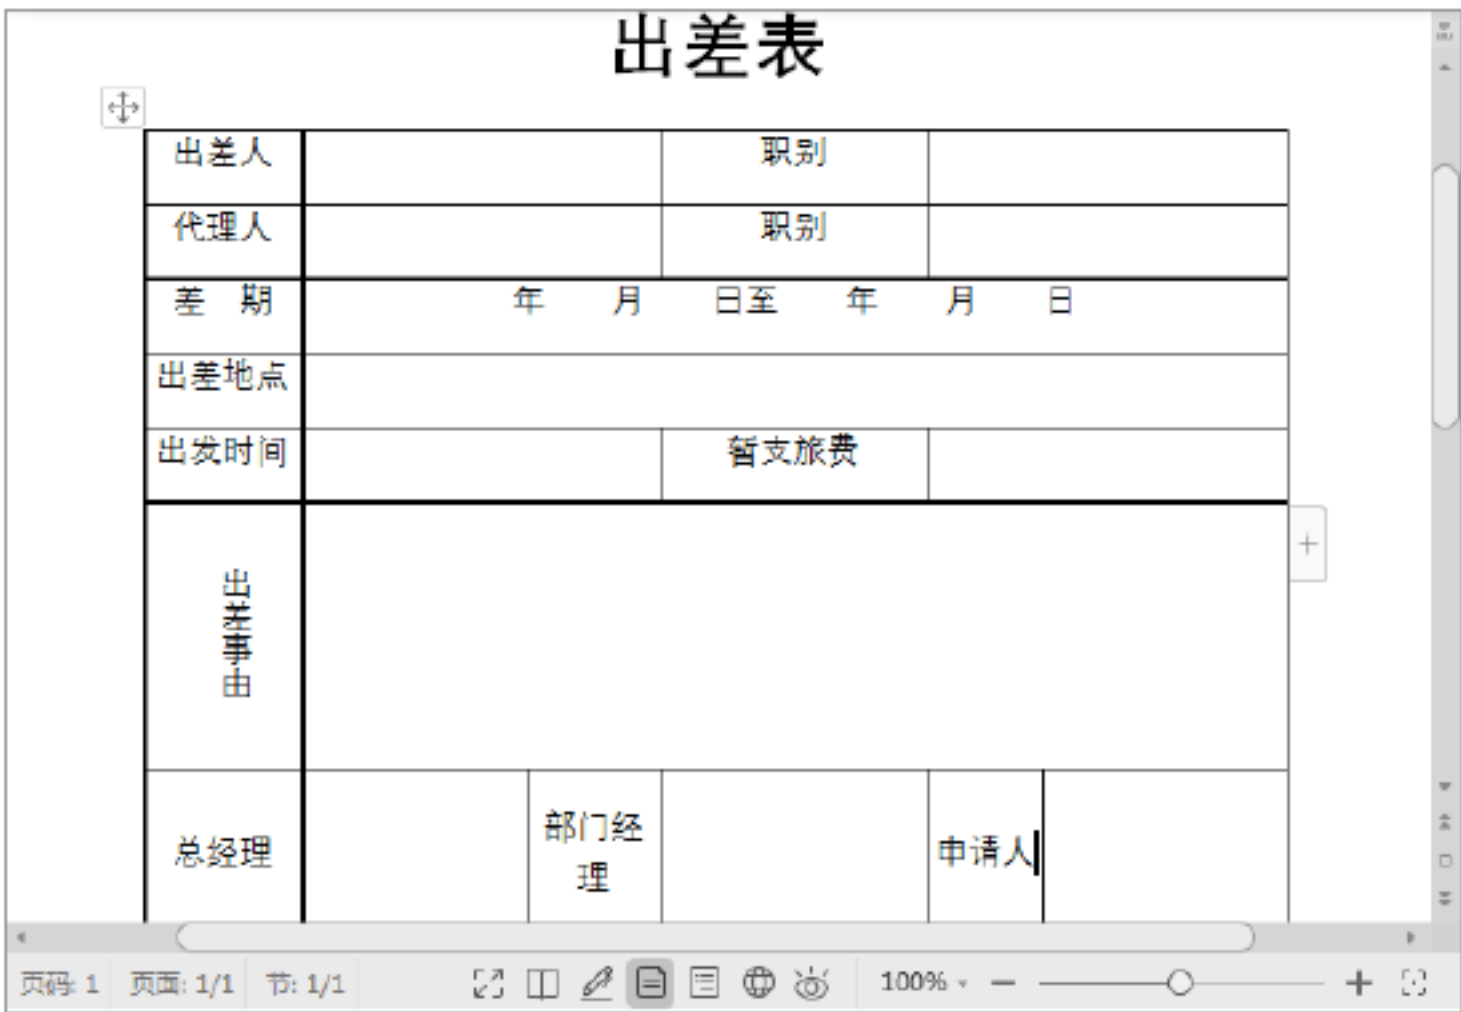 出差表
出差人 职别
代理人 职别
差 期 年 月 日至 年 月 日
出差地点
出发时间 暂支旅费
出差事由
总经理 部门经理 申请人
页码: 1 页面: 1/1 节: 1/1 100%